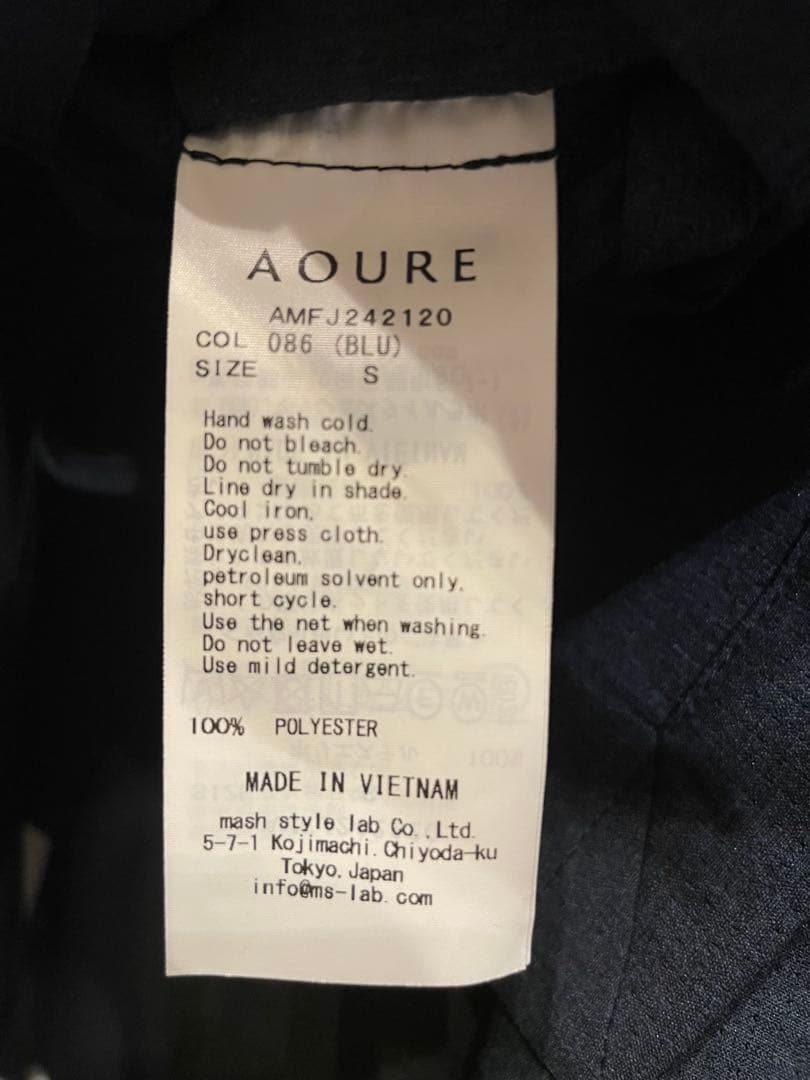 AOURE
AMFJ242120
COL 086 (BLU)
SIZE S
Hand wash cold.
Do not bleach.
Do not tumble dry.
Line dry in shade.
Cool iron,
use press cloth.
Dryclean,
petroleum solvent only,
short cycle.
Use the net when washing.
Do not leave wet.
Use mild detergent.
100% POLYESTER
MADE IN VIETNAM
mash style lab Co.,Ltd.
5-7-1 Kojimachi.Chiyoda-ku
Tokyo,Japan
info@ms-lab.com